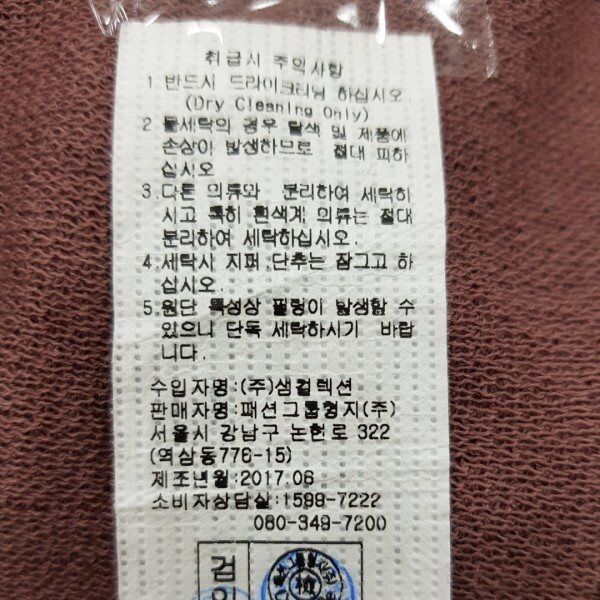 취급시 주의사항
1 반드시 드라이크리닝 하십시오
(Dry Cleaning Only)
2 물세탁의 경우 탈색 및 제품에
손상이 발생하므로 절대 피하
십시오
3.다른 의류와 분리하여 세탁하
시고 특히 흰색계 의류는 절대
분리하여 세탁하십시오.
4.세탁시 지퍼,단추는 잠그고 하
십시오.
5.원단 특성상 필링이 발생할 수
있으니 단독 세탁하시기 바랍
니다.
수입자명:(주)샘컬렉션
판매자명:패션그룹형지(주)
서울시 강남구 논현로 322
(역삼동776-15)
제조년월:2017.06
소비자상담실:1599-7222
080-349-7200
검